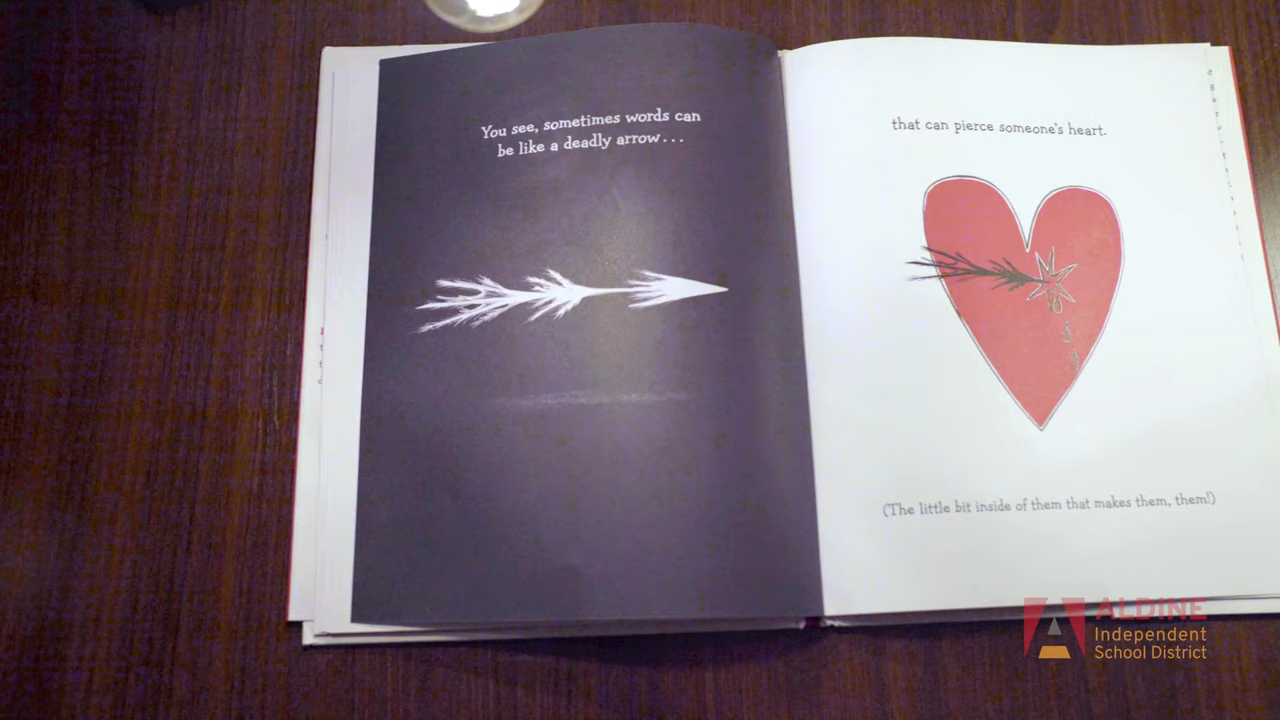 You see, sometimes words can
be like a deadly arrow...
that can pierce someone's heart.
(The little bit inside of them that makes them, them!)
ALDINE
Independent
School District